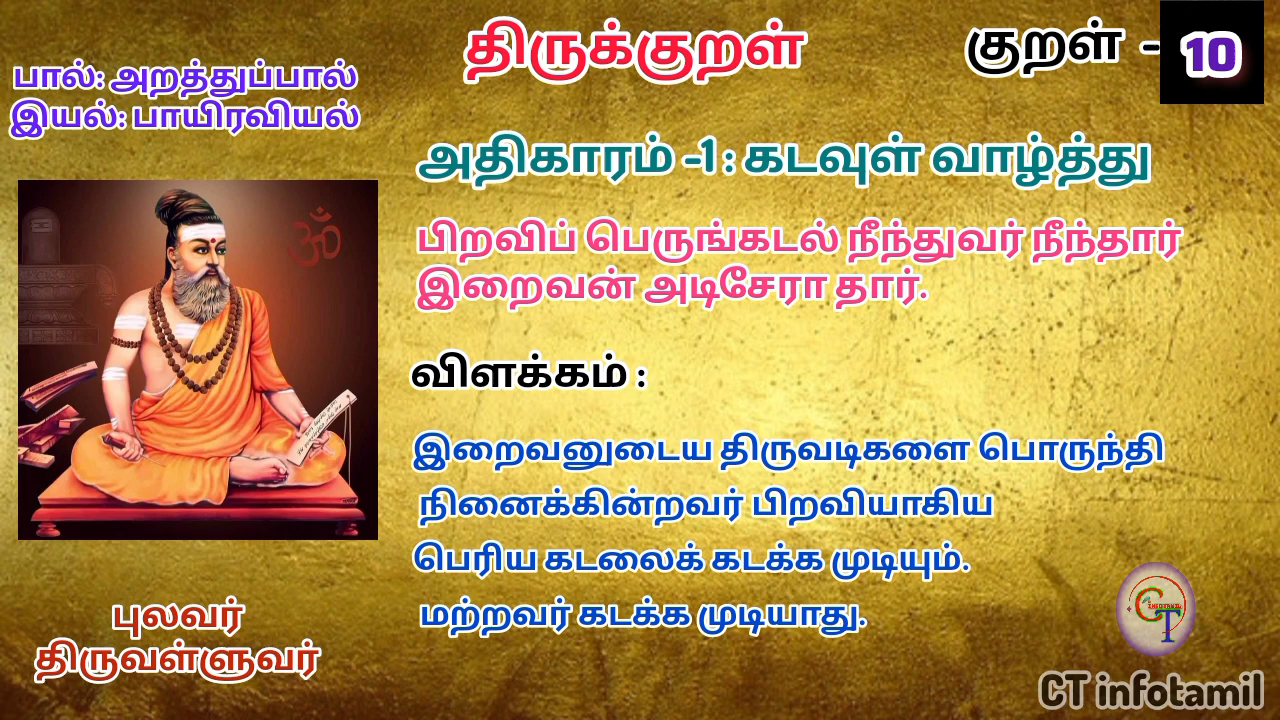 திருக்குறள்
குறள் - 10
பால்: அறத்துப்பால்
இயல்: பாயிரவியல்
அதிகாரம் -1 : கடவுள் வாழ்த்து
பிறவிப் பெருங்கடல் நீந்துவர் நீந்தார்
இறைவன் அடிசேரா தார்.
விளக்கம் :
இறைவனுடைய திருவடிகளை பொருந்தி
நினைக்கின்றவர் பிறவியாகிய
பெரிய கடலைக் கடக்க முடியும்.
மற்றவர் கடக்க முடியாது.
புலவர்
திருவள்ளுவர்
CT infotamil